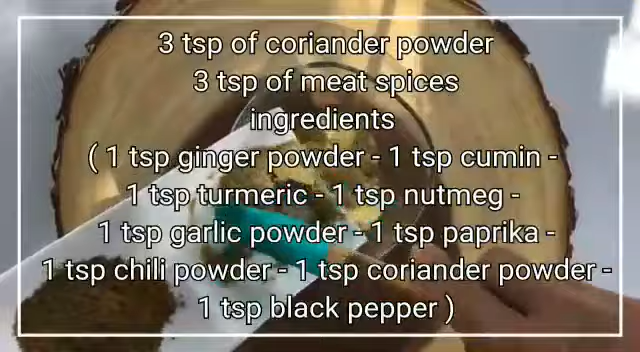 3 tsp of coriander powder
3 tsp of meat spices
ingredients
( 1 tsp ginger powder - 1 tsp cumin -
1 tsp turmeric - 1 tsp nutmeg -
1 tsp garlic powder - 1 tsp paprika -
1 tsp chili powder - 1 tsp coriander powder -
1 tsp black pepper )